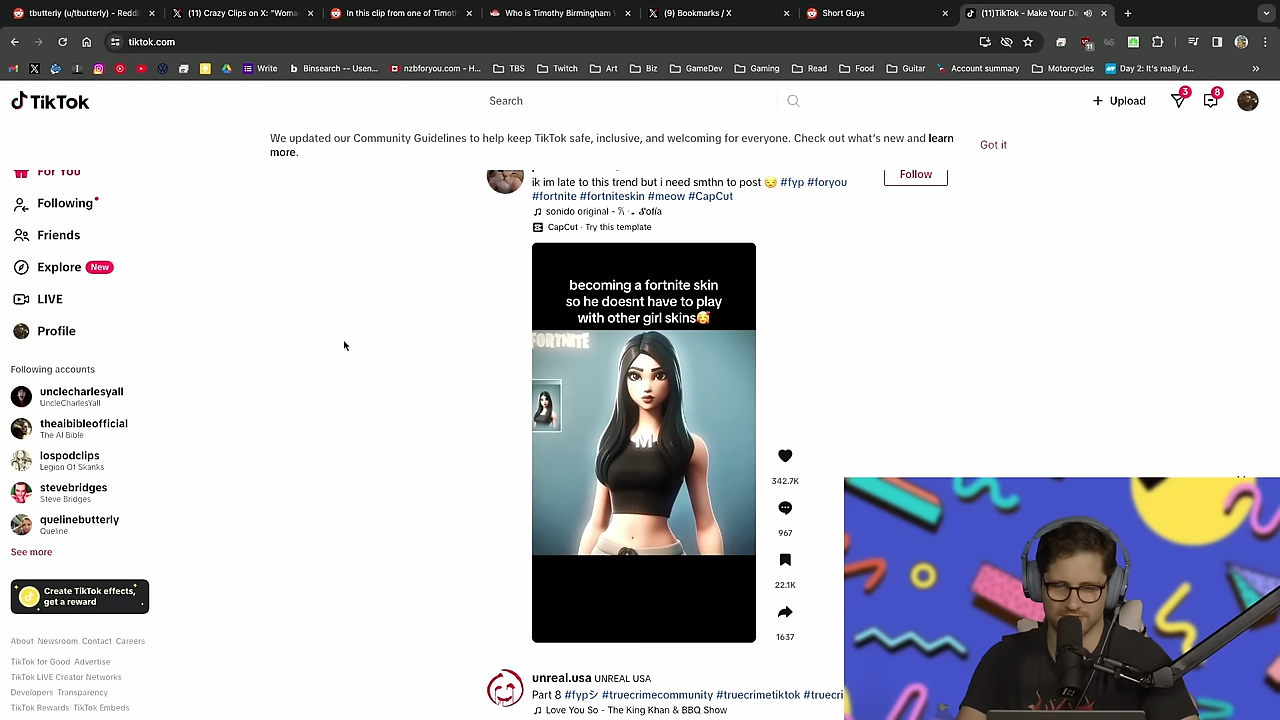 tbutterly (u/tbutterly) - Reddi
(11) Crazy Clips on X: "Woma
In this clip from one of Timoth
Who is Timothy Birmingham V
(9) Bookmarks / X
Short Guys
(11)TikTok - Make Your Da
tiktok.com
11
Write
Binsearch -- Usen...
nzbforyou.com - H...
TBS
Twitch
Art
Biz
GameDev
Gaming
Read
Food
Guitar
Account summary
Motorcycles
Day 2: It's really d...
TikTok
Search
Upload
3
8
We updated our Community Guidelines to help keep TikTok safe, inclusive, and welcoming for everyone. Check out what's new and learn
more.
Got it
For You
Following
Friends
Explore New
LIVE
Profile
Following accounts
unclecharlesyall
UncleCharlesYall
theaibibleofficial
The AI Bible
lospodclips
Legion Of Skanks
stevebridges
Steve Bridges
quelinebutterly
Queline
See more
Create TikTok effects,
get a reward
About Newsroom Contact Careers
TikTok for Good Advertise
TikTok LIVE Creator Networks
Developers Transparency
TikTok Rewards TikTok Embeds
ik im late to this trend but i need smthn to post 😔 #fyp #foryou
#fortnite #fortniteskin #meow #CapCut
sonido original -
CapCut · Try this template
Follow
becoming a fortnite skin
so he doesnt have to play
with other girl skins🥰
FORTNITE
M
342.7K
967
22.1K
1637
unreal.usa UNREAL USA
Part 8 #fypシ #truecrimecommunity #truecrimetiktok #truecri
Love You So - The King Khan & BBQ Show